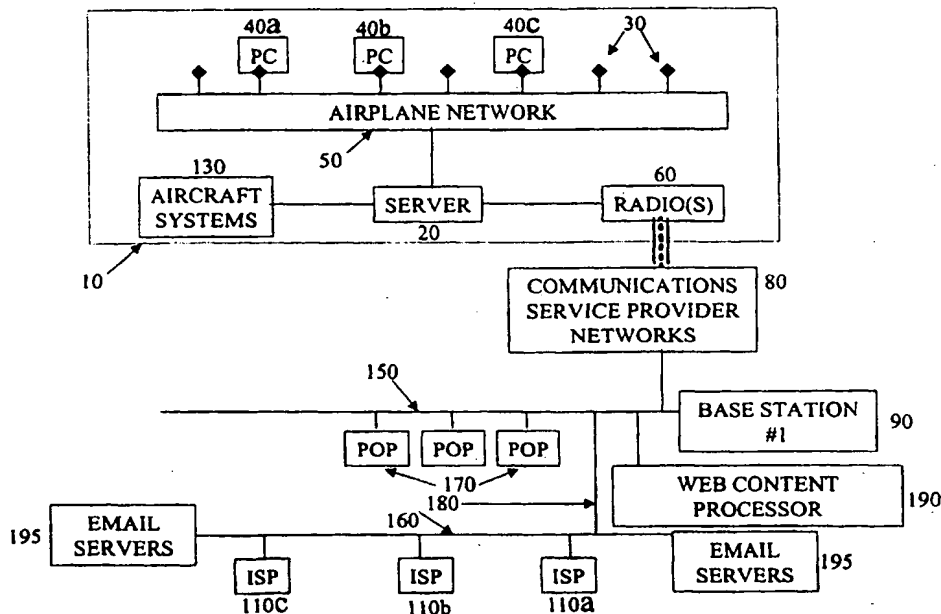 40a
40b
40c
30
PC
PC
PC
AIRPLANE NETWORK
50
130
60
AIRCRAFT
SYSTEMS
SERVER
RADIO(S)
20
10
COMMUNICATIONS
SERVICE PROVIDER
NETWORKS
80
150
BASE STATION
#1
90
POP
POP
POP
170
180
WEB CONTENT
PROCESSOR
190
160
195
EMAIL
SERVERS
EMAIL
SERVERS
195
ISP
ISP
ISP
110c
110b
110a